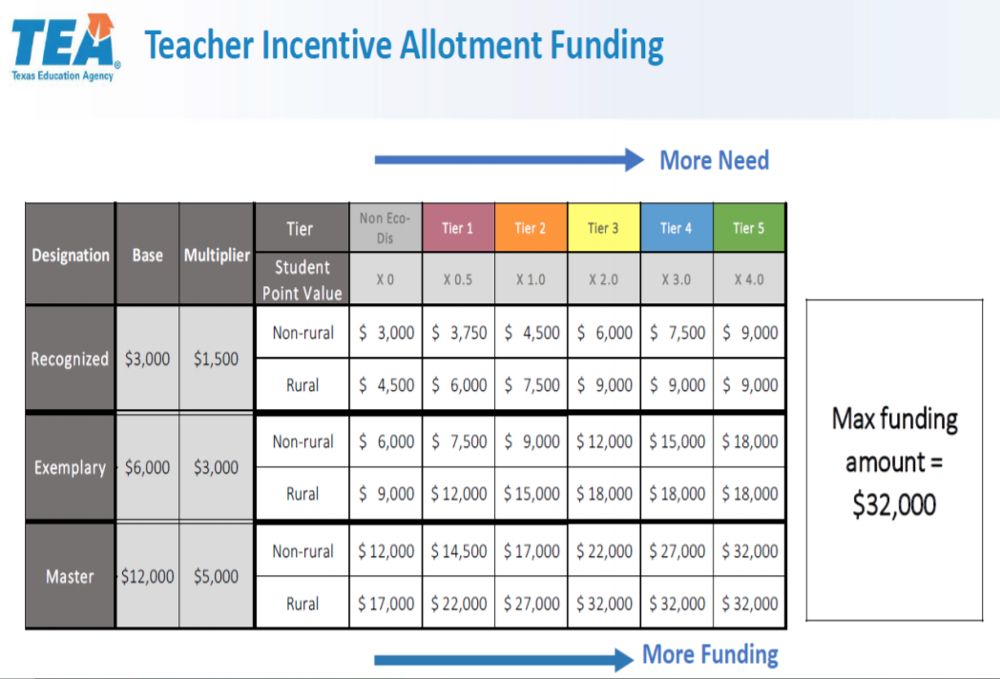 TEA
®
Texas Education Agency
Teacher Incentive Allotment Funding
More Need
Designation Base Multiplier Tier Non Eco-
Dis Tier 1 Tier 2 Tier 3 Tier 4 Tier 5
Student
Point Value X 0 X 0.5 X 1.0 X 2.0 X 3.0 X 4.0
Recognized $3,000 $1,500
Non-rural $ 3,000 $ 3,750 $ 4,500 $ 6,000 $ 7,500 $ 9,000
Rural $ 4,500 $ 6,000 $ 7,500 $ 9,000 $ 9,000 $ 9,000
Exemplary $6,000 $3,000
Non-rural $ 6,000 $ 7,500 $ 9,000 $ 12,000 $ 15,000 $ 18,000
Rural $ 9,000 $ 12,000 $ 15,000 $ 18,000 $ 18,000 $ 18,000
Master $12,000 $5,000
Non-rural $ 12,000 $ 14,500 $ 17,000 $ 22,000 $ 27,000 $ 32,000
Rural $ 17,000 $ 22,000 $ 27,000 $ 32,000 $ 32,000 $ 32,000
Max funding
amount =
$32,000
More Funding